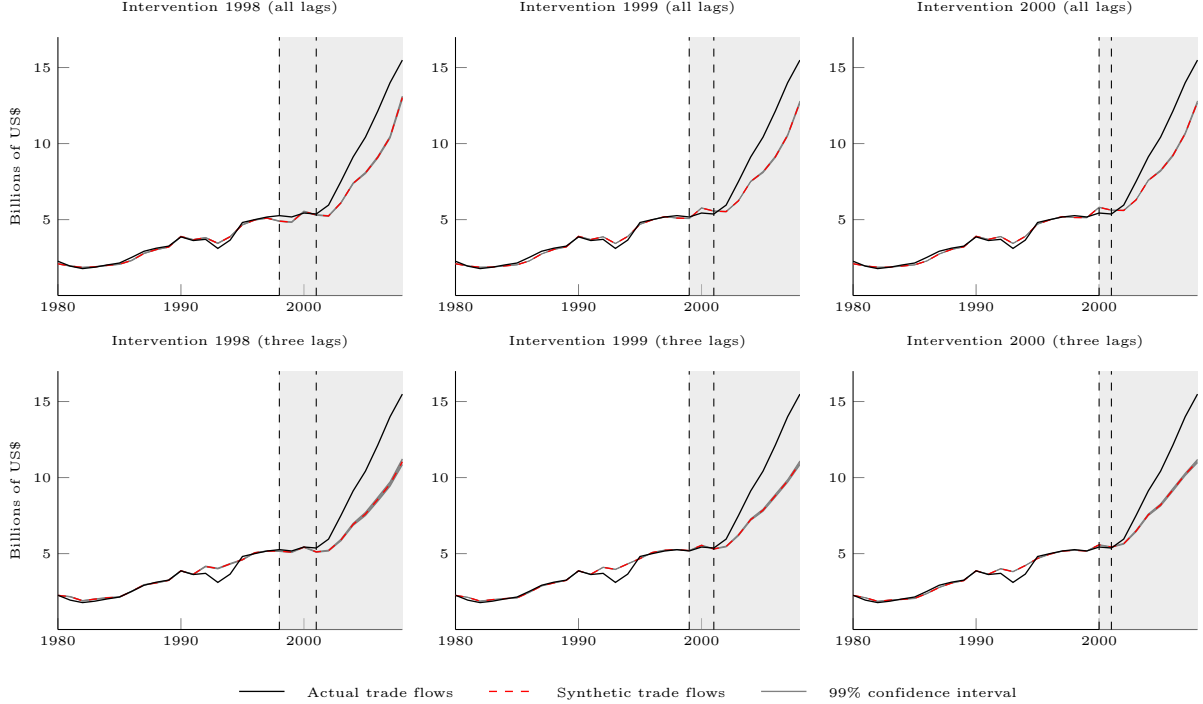 Intervention 1998 (all lags)
Intervention 1999 (all lags)
Intervention 2000 (all lags)
Billions of US$
15
10
5
1980 1990 2000
15
10
5
1980 1990 2000
15
10
5
1980 1990 2000
Intervention 1998 (three lags)
Intervention 1999 (three lags)
Intervention 2000 (three lags)
Billions of US$
15
10
5
1980 1990 2000
15
10
5
1980 1990 2000
15
10
5
1980 1990 2000
Actual trade flows Synthetic trade flows 99% confidence interval